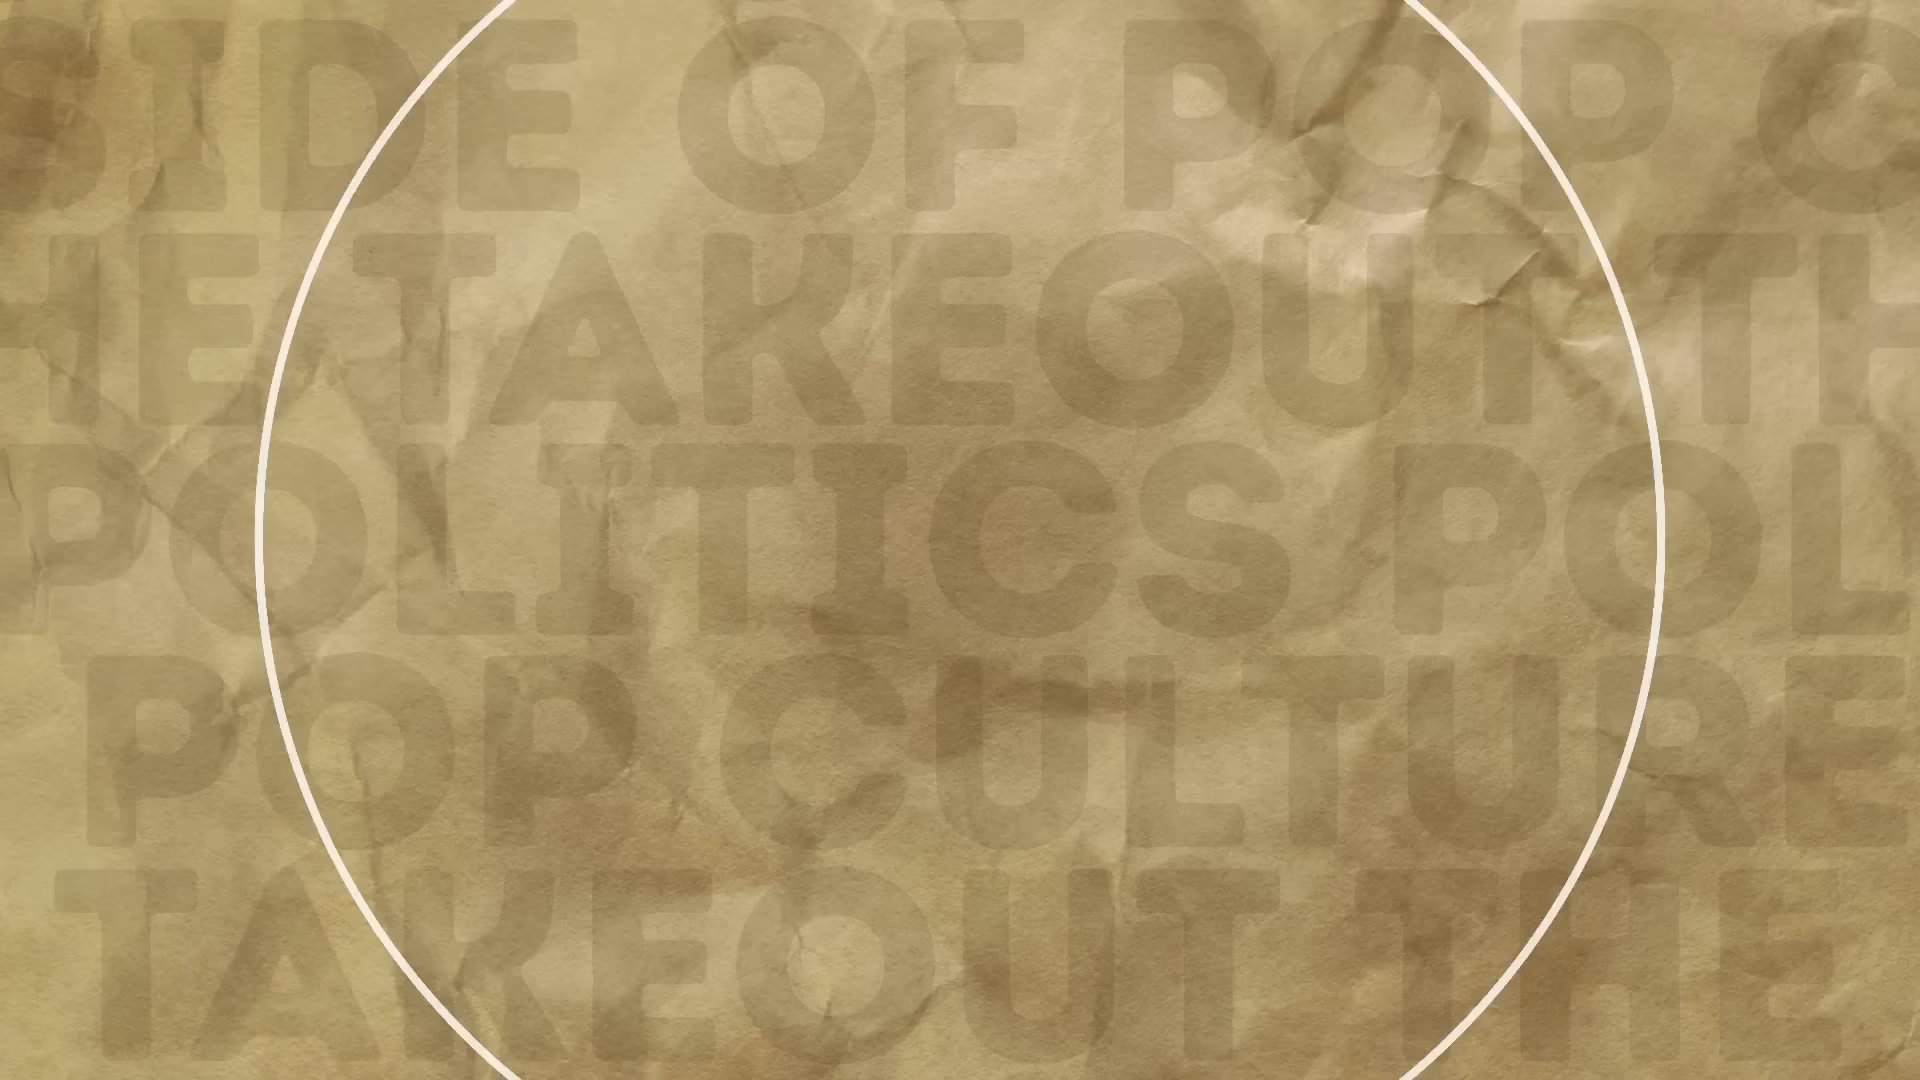 SIDE OF POP C
HE TAKEOUT TH
POLITICS POL
POP CULTURE
TAKEOUT THE